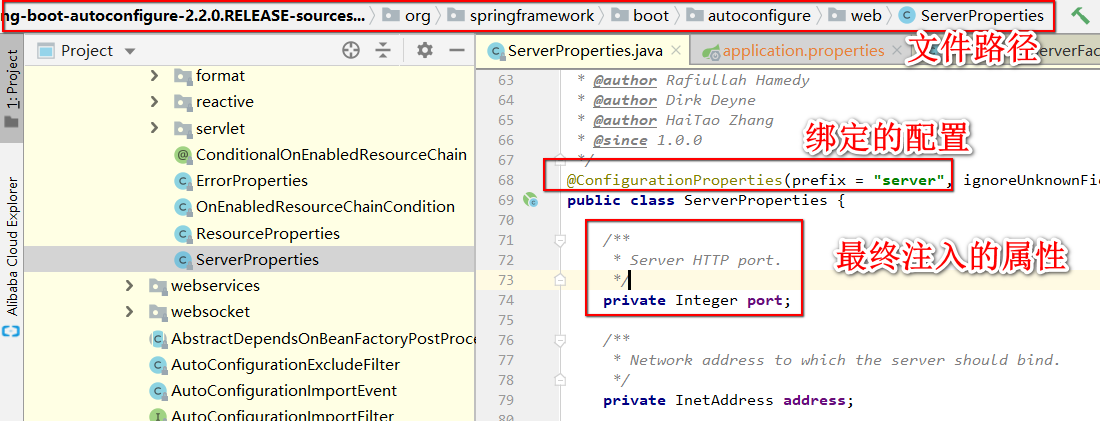 ng-boot-autoconfigure-2.2.0.RELEASE-sources... org springframework boot autoconfigure web ServerProperties
文件路径
1: Project
Alibaba Cloud Explorer
Project
format
reactive
servlet
ConditionalOnEnabledResourceChain
ErrorProperties
OnEnabledResourceChainCondition
ResourceProperties
ServerProperties
webservices
websocket
AbstractDependsOnBeanFactoryPostProce
AutoConfigurationExcludeFilter
AutoConfigurationImportEvent
AutoConfigurationImportFilter
ServerProperties.java application.properties ServerFac
63 * @author Rafiullah Hamedy
64 * @author Dirk Deyne
65 * @author HaiTao Zhang
66 * @since 1.0.0
67 */
绑定的配置
68 @ConfigurationProperties(prefix = "server", ignoreUnknownFie
69 public class ServerProperties {
70
71 /**
72 * Server HTTP port.
73 */
74 private Integer port;
最终注入的属性
75
76 /**
77 * Network address to which the server should bind.
78 */
79 private InetAddress address;
80